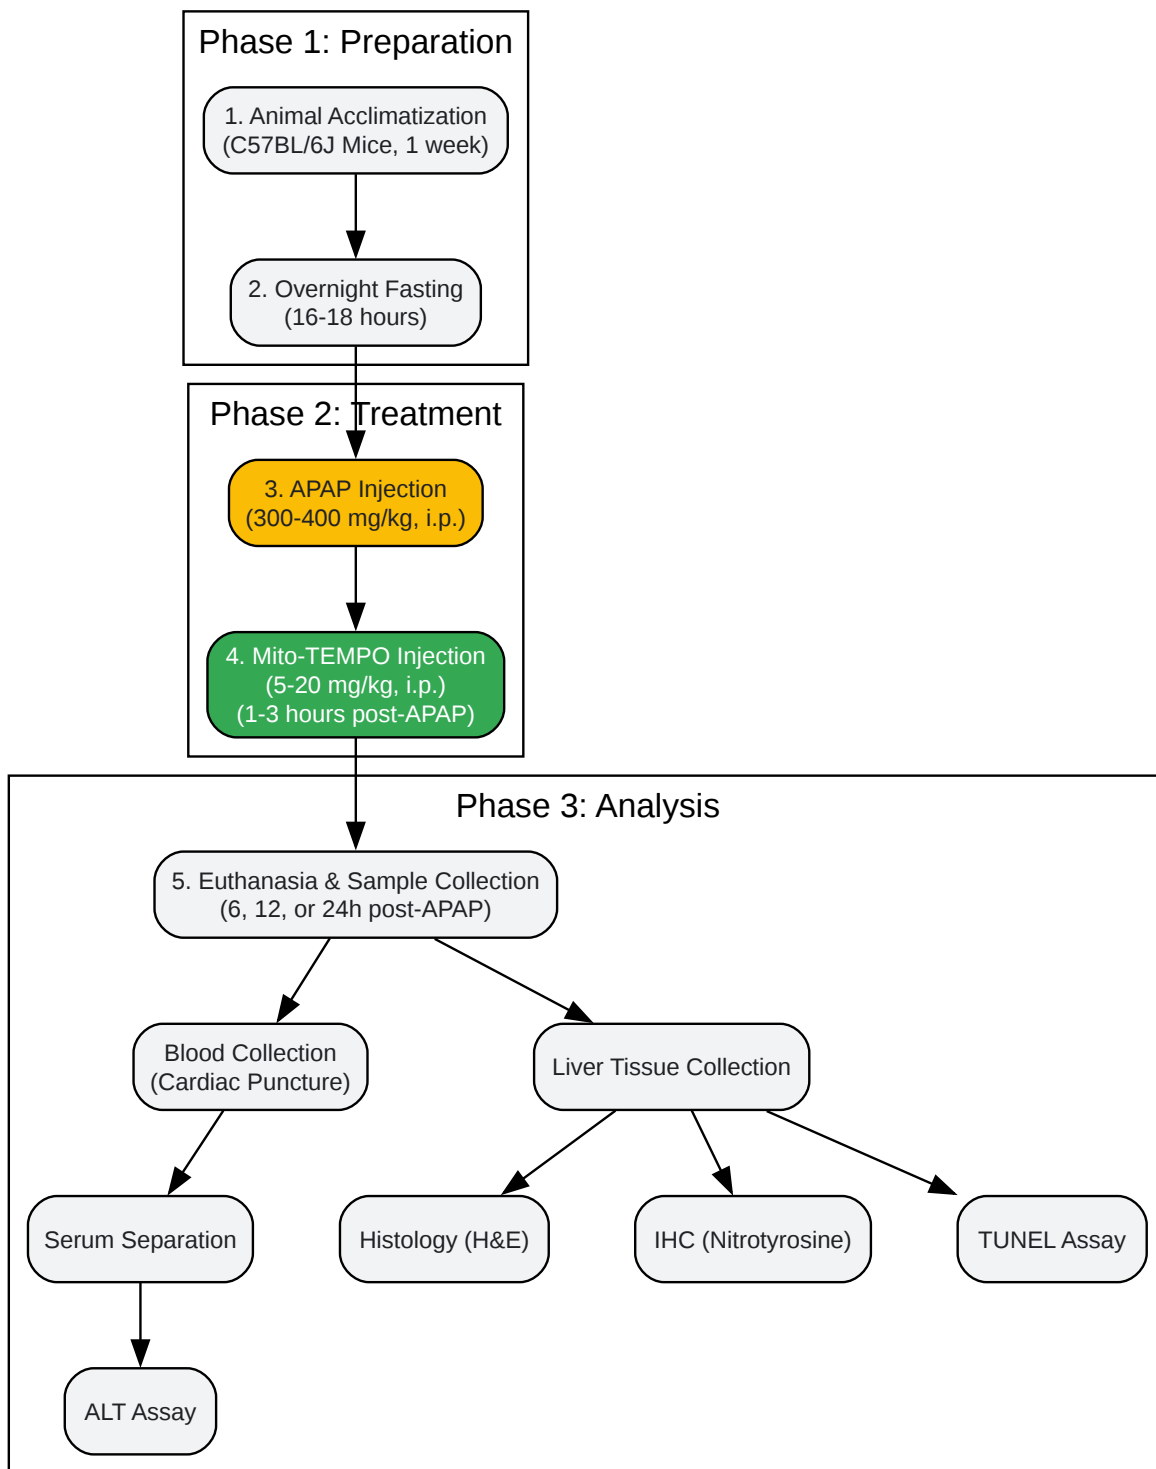 Phase 1: Preparation
1. Animal Acclimatization
(C57BL/6J Mice, 1 week)
2. Overnight Fasting
(16-18 hours)
Phase 2: Treatment
3. APAP Injection
(300-400 mg/kg, i.p.)
4. Mito-TEMPO Injection
(5-20 mg/kg, i.p.)
(1-3 hours post-APAP)
Phase 3: Analysis
5. Euthanasia & Sample Collection
(6, 12, or 24h post-APAP)
Blood Collection
(Cardiac Puncture)
Liver Tissue Collection
Serum Separation
Histology (H&E)
IHC (Nitrotyrosine)
TUNEL Assay
ALT Assay